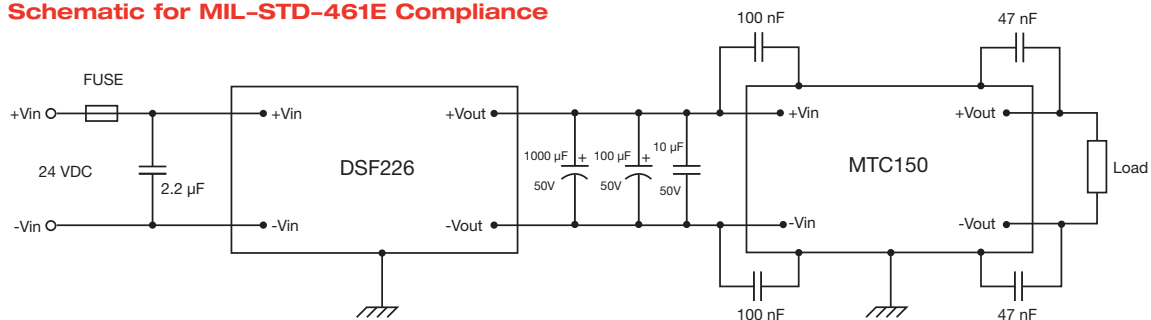 Schematic for MIL-STD-461E Compliance
100 nF
47 nF
FUSE
+Vin
+Vin
+Vout
+Vin
+Vout
24 VDC
2.2 µF
DSF226
1000 µF
+
100 µF
+
10 µF
50V
50V
50V
MTC150
Load
-Vin
-Vin
-Vout
-Vin
-Vout
100 nF
47 nF